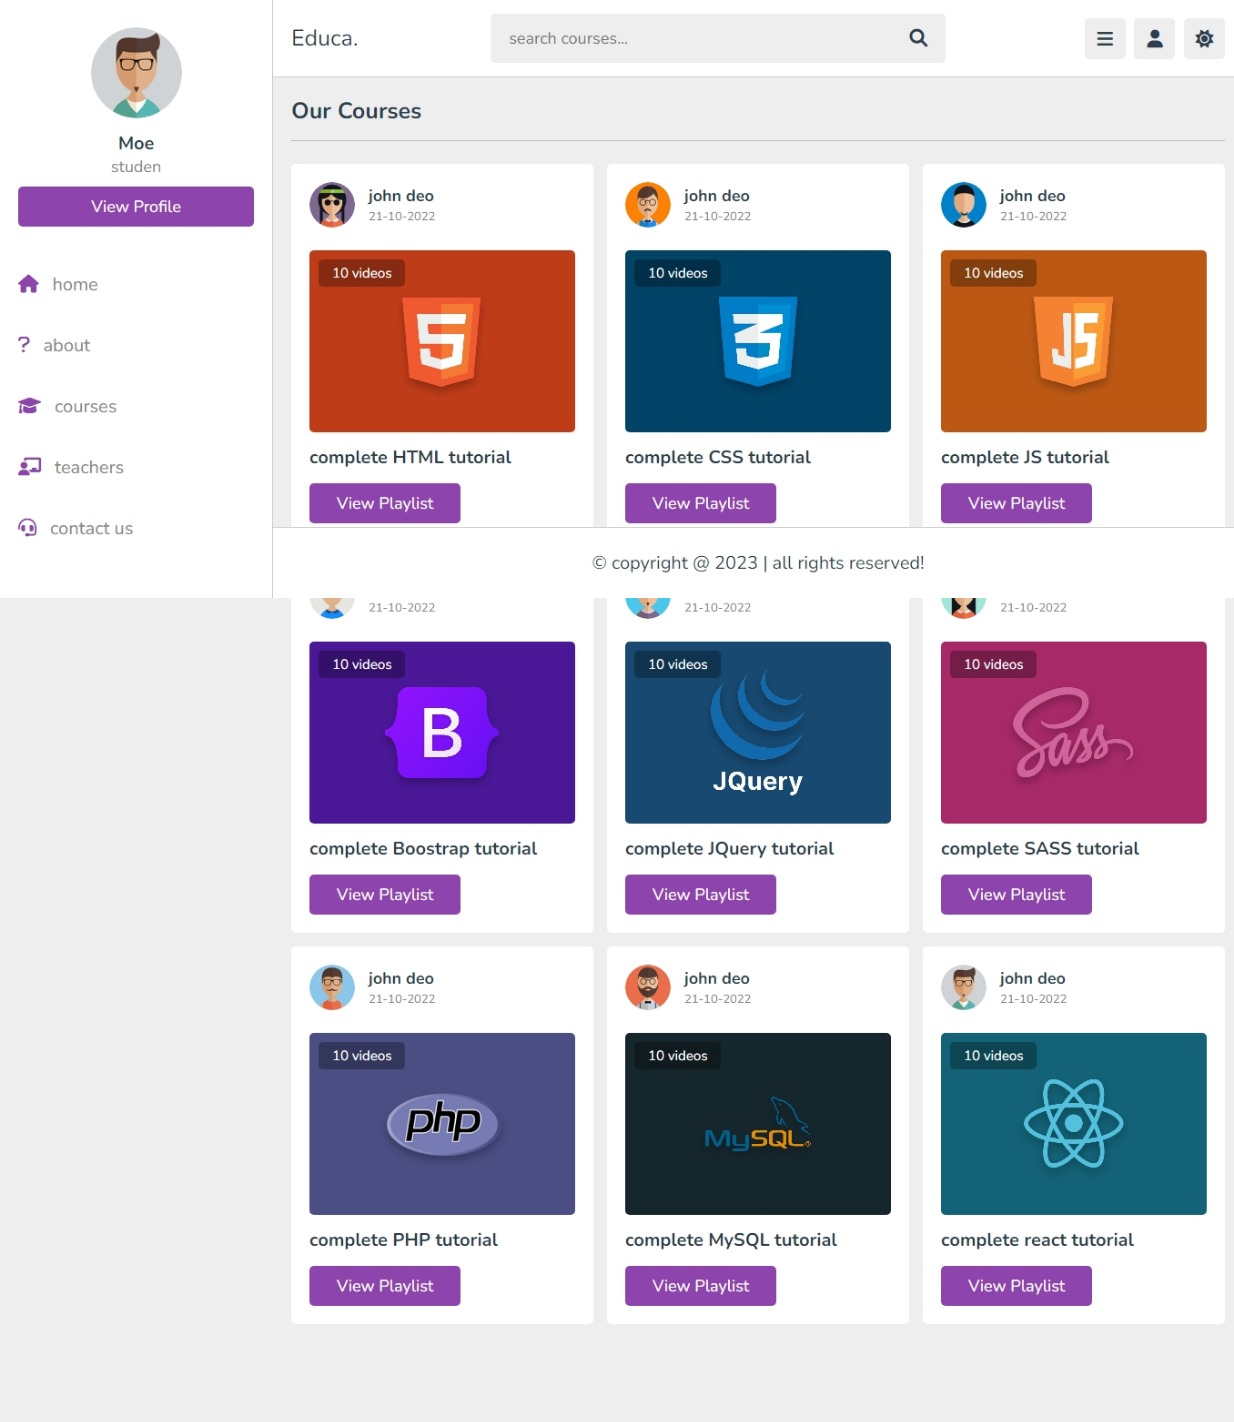 Moe
studen
View Profile
home
about
courses
teachers
contact us
Educa.
search courses...
Our Courses
john deo
21-10-2022
10 videos
5
complete HTML tutorial
View Playlist
john deo
21-10-2022
10 videos
3
complete CSS tutorial
View Playlist
john deo
21-10-2022
10 videos
JS
complete JS tutorial
View Playlist
© copyright @ 2023 | all rights reserved!
21-10-2022
10 videos
B
complete Boostrap tutorial
View Playlist
21-10-2022
10 videos
JQuery
complete JQuery tutorial
View Playlist
21-10-2022
10 videos
Sass
complete SASS tutorial
View Playlist
john deo
21-10-2022
10 videos
php
complete PHP tutorial
View Playlist
john deo
21-10-2022
10 videos
MySQL
complete MySQL tutorial
View Playlist
john deo
21-10-2022
10 videos
complete react tutorial
View Playlist